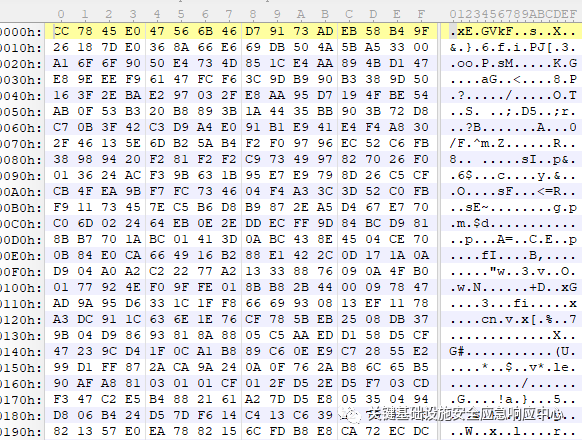 0 1 2 3 4 5 6 7 8 9 A B C D E F 0123456789ABCDEF
0000h: CC 78 45 E0 47 56 6B 46 D7 91 73 AD EB 58 B4 9F .xE.GVkF..s..X..
0010h: 26 18 7D E0 36 8A 66 E6 69 DB 50 4A 5B A5 33 00 &.}.6.f.i.PJ[.3.
0020h: A1 6F 6F 90 50 E4 73 4D 85 1C E4 AA 89 4B D1 47 .oo.P.sM.....K.G
0030h: E8 9E EE F9 61 47 FC F6 3C 9D B9 90 B3 38 9D 50 ....aG..<....8.P
0040h: 16 3F 2E BA E2 97 03 2F E8 AA 95 D7 19 4F BE 54 .?...../.....O.T
0050h: AB 0F 53 B3 20 B8 89 3B 1A 44 35 BB 90 3B 72 D8 ..S. ..;.D5..;r.
0060h: C7 0B 3F 42 C3 D9 A4 E0 91 B1 E9 41 E4 F4 A8 30 ..?B.......A...0
0070h: 2F 46 13 5E 6D B2 5A B4 F2 F0 97 96 EC 52 C6 FB /F.^m.Z......R..
0080h: 38 98 94 20 F2 81 F2 F2 C9 73 49 97 82 70 26 F0 8.. .....sI..p&.
0090h: 01 36 24 AC F3 9B 63 1B 95 E7 E9 79 8D 26 C5 CF .6$...c....y.&..
00A0h: CB 4F EA 9B F7 FC 73 46 04 F4 A3 3C 3D 52 C0 FB .O....sF...<=R..
00B0h: F9 11 73 45 7E C5 B6 D8 B9 87 2E A5 D4 67 E7 70 ..sE~........g.p
00C0h: C0 6D 02 24 64 EB 0E 2E DD EC FF 9D 84 BC D9 81 .m.$d...........
00D0h: 8B B7 70 1A BC 01 41 3D 0A BC 43 8E 45 04 CE 70 ..p...A=..C.E..p
00E0h: 0B 84 E0 CA 66 49 16 B2 88 E1 42 2C 0D 17 1A 0A ....fI....B,....
00F0h: D9 04 A0 A2 C2 22 77 A2 13 33 88 76 09 0A 4F B0 ....."w..3.v..O.
0100h: 01 77 92 4E EF 09 FE 01 8B B8 2B 44 00 09 78 47 .w.N......+D..xG
0110h: AD 9A 95 D6 33 1C 1F F8 66 69 93 08 13 EF 11 78 ....3...fi.....x
0120h: A3 DC 91 1C 63 6E 1E 76 CF 78 5B EB 25 08 DB 37 ....cn.v.x[.%..7
0130h: 9B 04 D9 86 93 81 8A 88 05 C5 AA ED D1 58 D5 CF .............X..
0140h: 47 23 9C D4 1F 0C A1 B8 89 C6 0E E9 C7 28 55 E2 G#...........(U.
0150h: 99 D1 FF 87 2A CA 9A 24 0A 0F 76 2A B8 6C 65 B5 ....*..$..v*.le.
0160h: 90 AF A8 81 03 01 01 CF 01 2F D5 2E D5 F7 03 CD ........./......
0170h: F3 47 C2 E5 B4 88 21 61 A2 7D D5 E8 05 35 04 94 .G....!a.}...5..
0180h: D8 06 B4 24 D5 7D F6 14 C4 13 C6 39
关键基础设施安全应急响应中心
0190h: 82 13 57 E0 EA 78 82 15 6C FD B8 E8 CA 72 EC DC ..W..x..l....r..